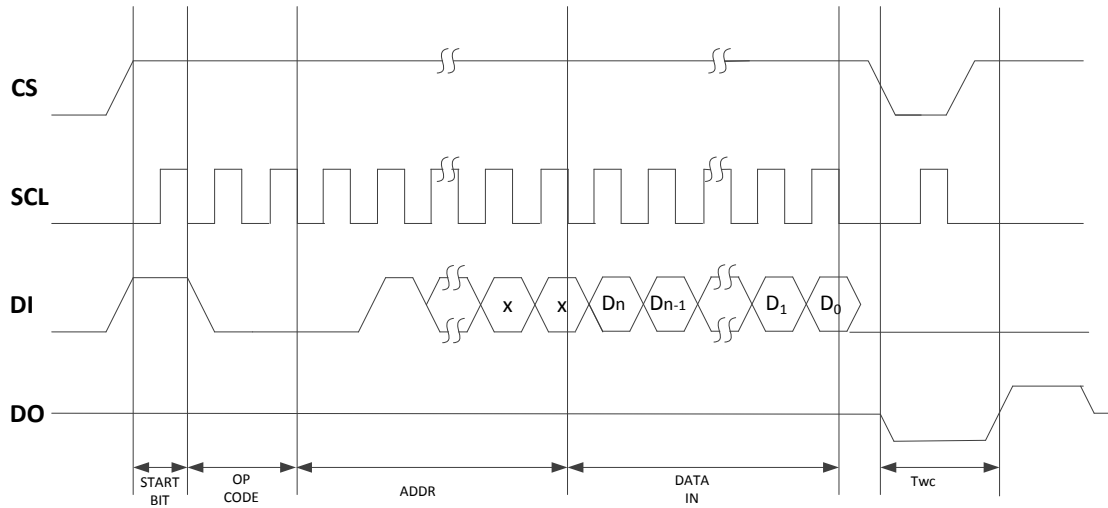 CS
SCL
DI
x x Dn Dn-1 D1 D0
DO
START
BIT
OP
CODE
ADDR
DATA
IN
Twc